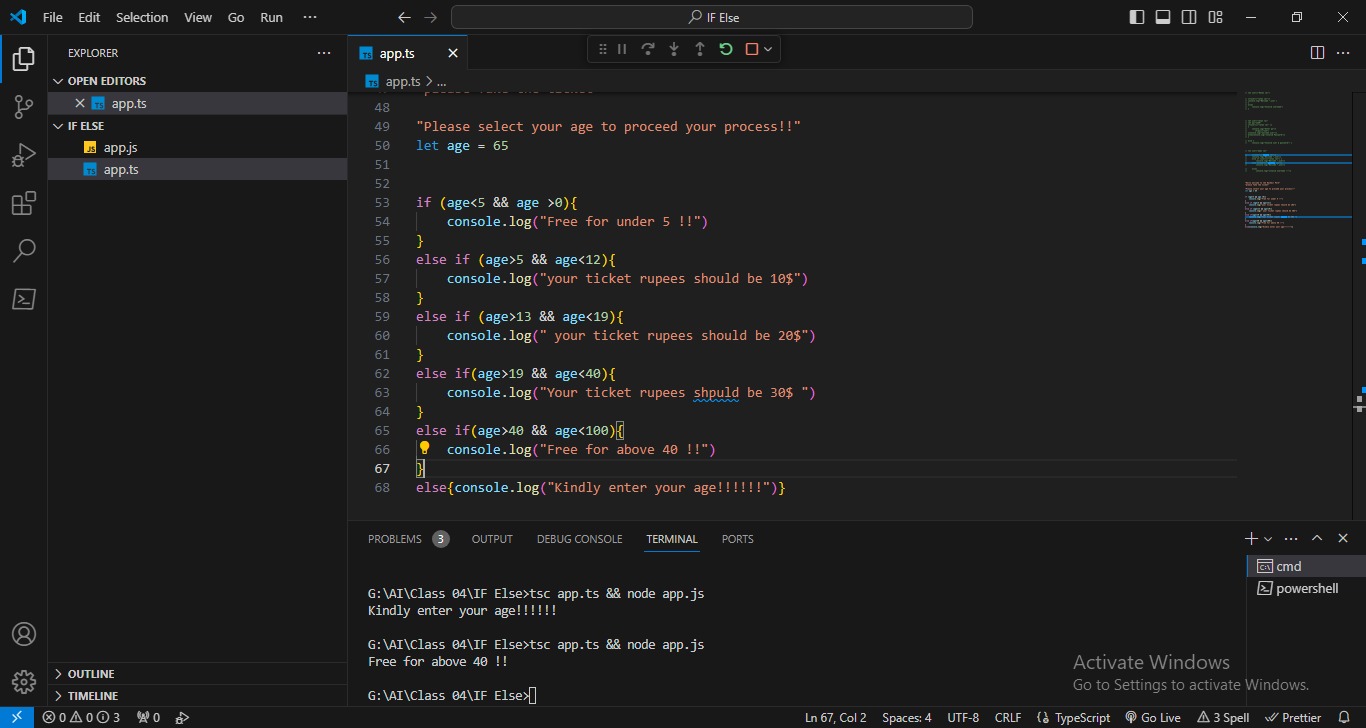 File Edit Selection View Go Run ···
IF Else
EXPLORER ···
OPEN EDITORS
app.ts
IF ELSE
app.js
app.ts
OUTLINE
TIMELINE
app.ts
app.ts > ...
48
49 "Please select your age to proceed your process!!"
50 let age = 65
51
52
53 if (age<5 && age >0){
54 console.log("Free for under 5 !!")
55 }
56 else if (age>5 && age<12){
57 console.log("your ticket rupees should be 10$")
58 }
59 else if (age>13 && age<19){
60 console.log(" your ticket rupees should be 20$")
61 }
62 else if(age>19 && age<40){
63 console.log("Your ticket rupees shpuld be 30$ ")
64 }
65 else if(age>40 && age<100){
66 console.log("Free for above 40 !!")
67 }
68 else{console.log("Kindly enter your age!!!!!!")}
PROBLEMS 3 OUTPUT DEBUG CONSOLE TERMINAL PORTS
G:\AI\Class 04\IF Else>tsc app.ts && node app.js
Kindly enter your age!!!!!!
G:\AI\Class 04\IF Else>tsc app.ts && node app.js
Free for above 40 !!
G:\AI\Class 04\IF Else>
cmd
powershell
Activate Windows
Go to Settings to activate Windows.
0 0 3 0 Ln 67, Col 2 Spaces: 4 UTF-8 CRLF TypeScript Go Live 3 Spell Prettier